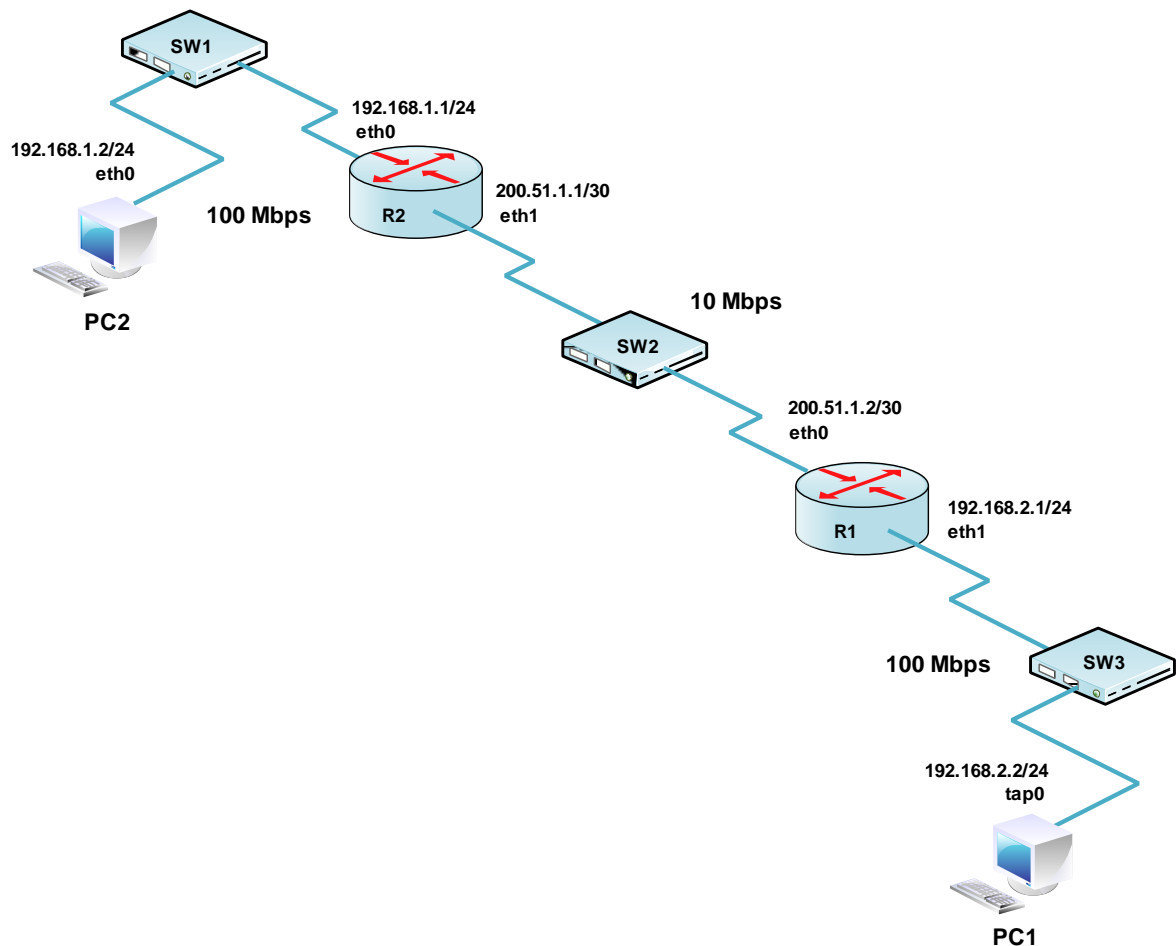 SW1
192.168.1.1/24
eth0
192.168.1.2/24
eth0
200.51.1.1/30
eth1
100 Mbps
R2
PC2
10 Mbps
SW2
200.51.1.2/30
eth0
192.168.2.1/24
eth1
R1
100 Mbps
SW3
192.168.2.2/24
tap0
PC1